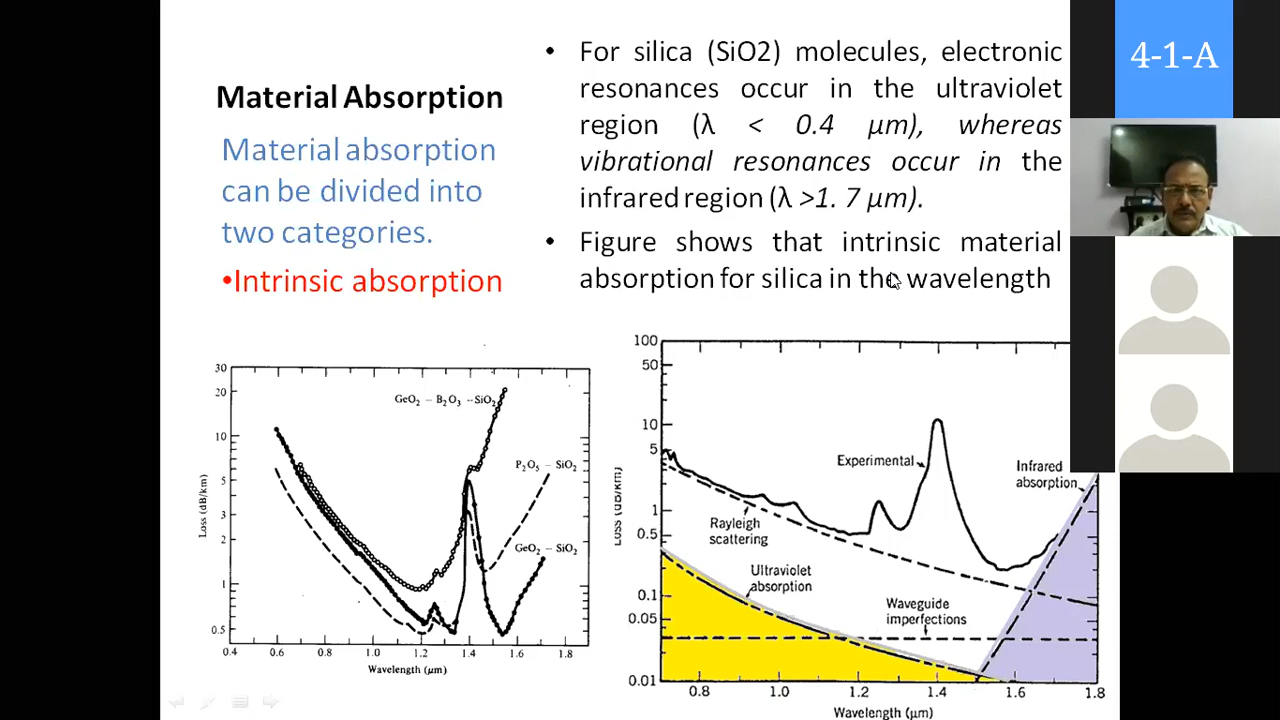 Material Absorption
Material absorption
can be divided into
two categories.
•Intrinsic absorption
• For silica (SiO2) molecules, electronic
resonances occur in the ultraviolet
region (λ < 0.4 μm), whereas
vibrational resonances occur in the
infrared region (λ >1. 7 μm).
• Figure shows that intrinsic material
absorption for silica in the wavelength
4-1-A
30
20
10
5
3
2
1
0.5
Loss (dB/km)
GeO2 – B2O3 –SiO2
P2O5 – SiO2
GeO2 – SiO2
0.4 0.6 0.8 1.0 1.2 1.4 1.6 1.8
Wavelength (μm)
100
50
10
5
1
0.5
0.1
0.05
0.01
Loss (dB/km)
Experimental
Infrared
absorption
Rayleigh
scattering
Ultraviolet
absorption
Waveguide
imperfections
0.8 1.0 1.2 1.4 1.6 1.8
Wavelength (μm)